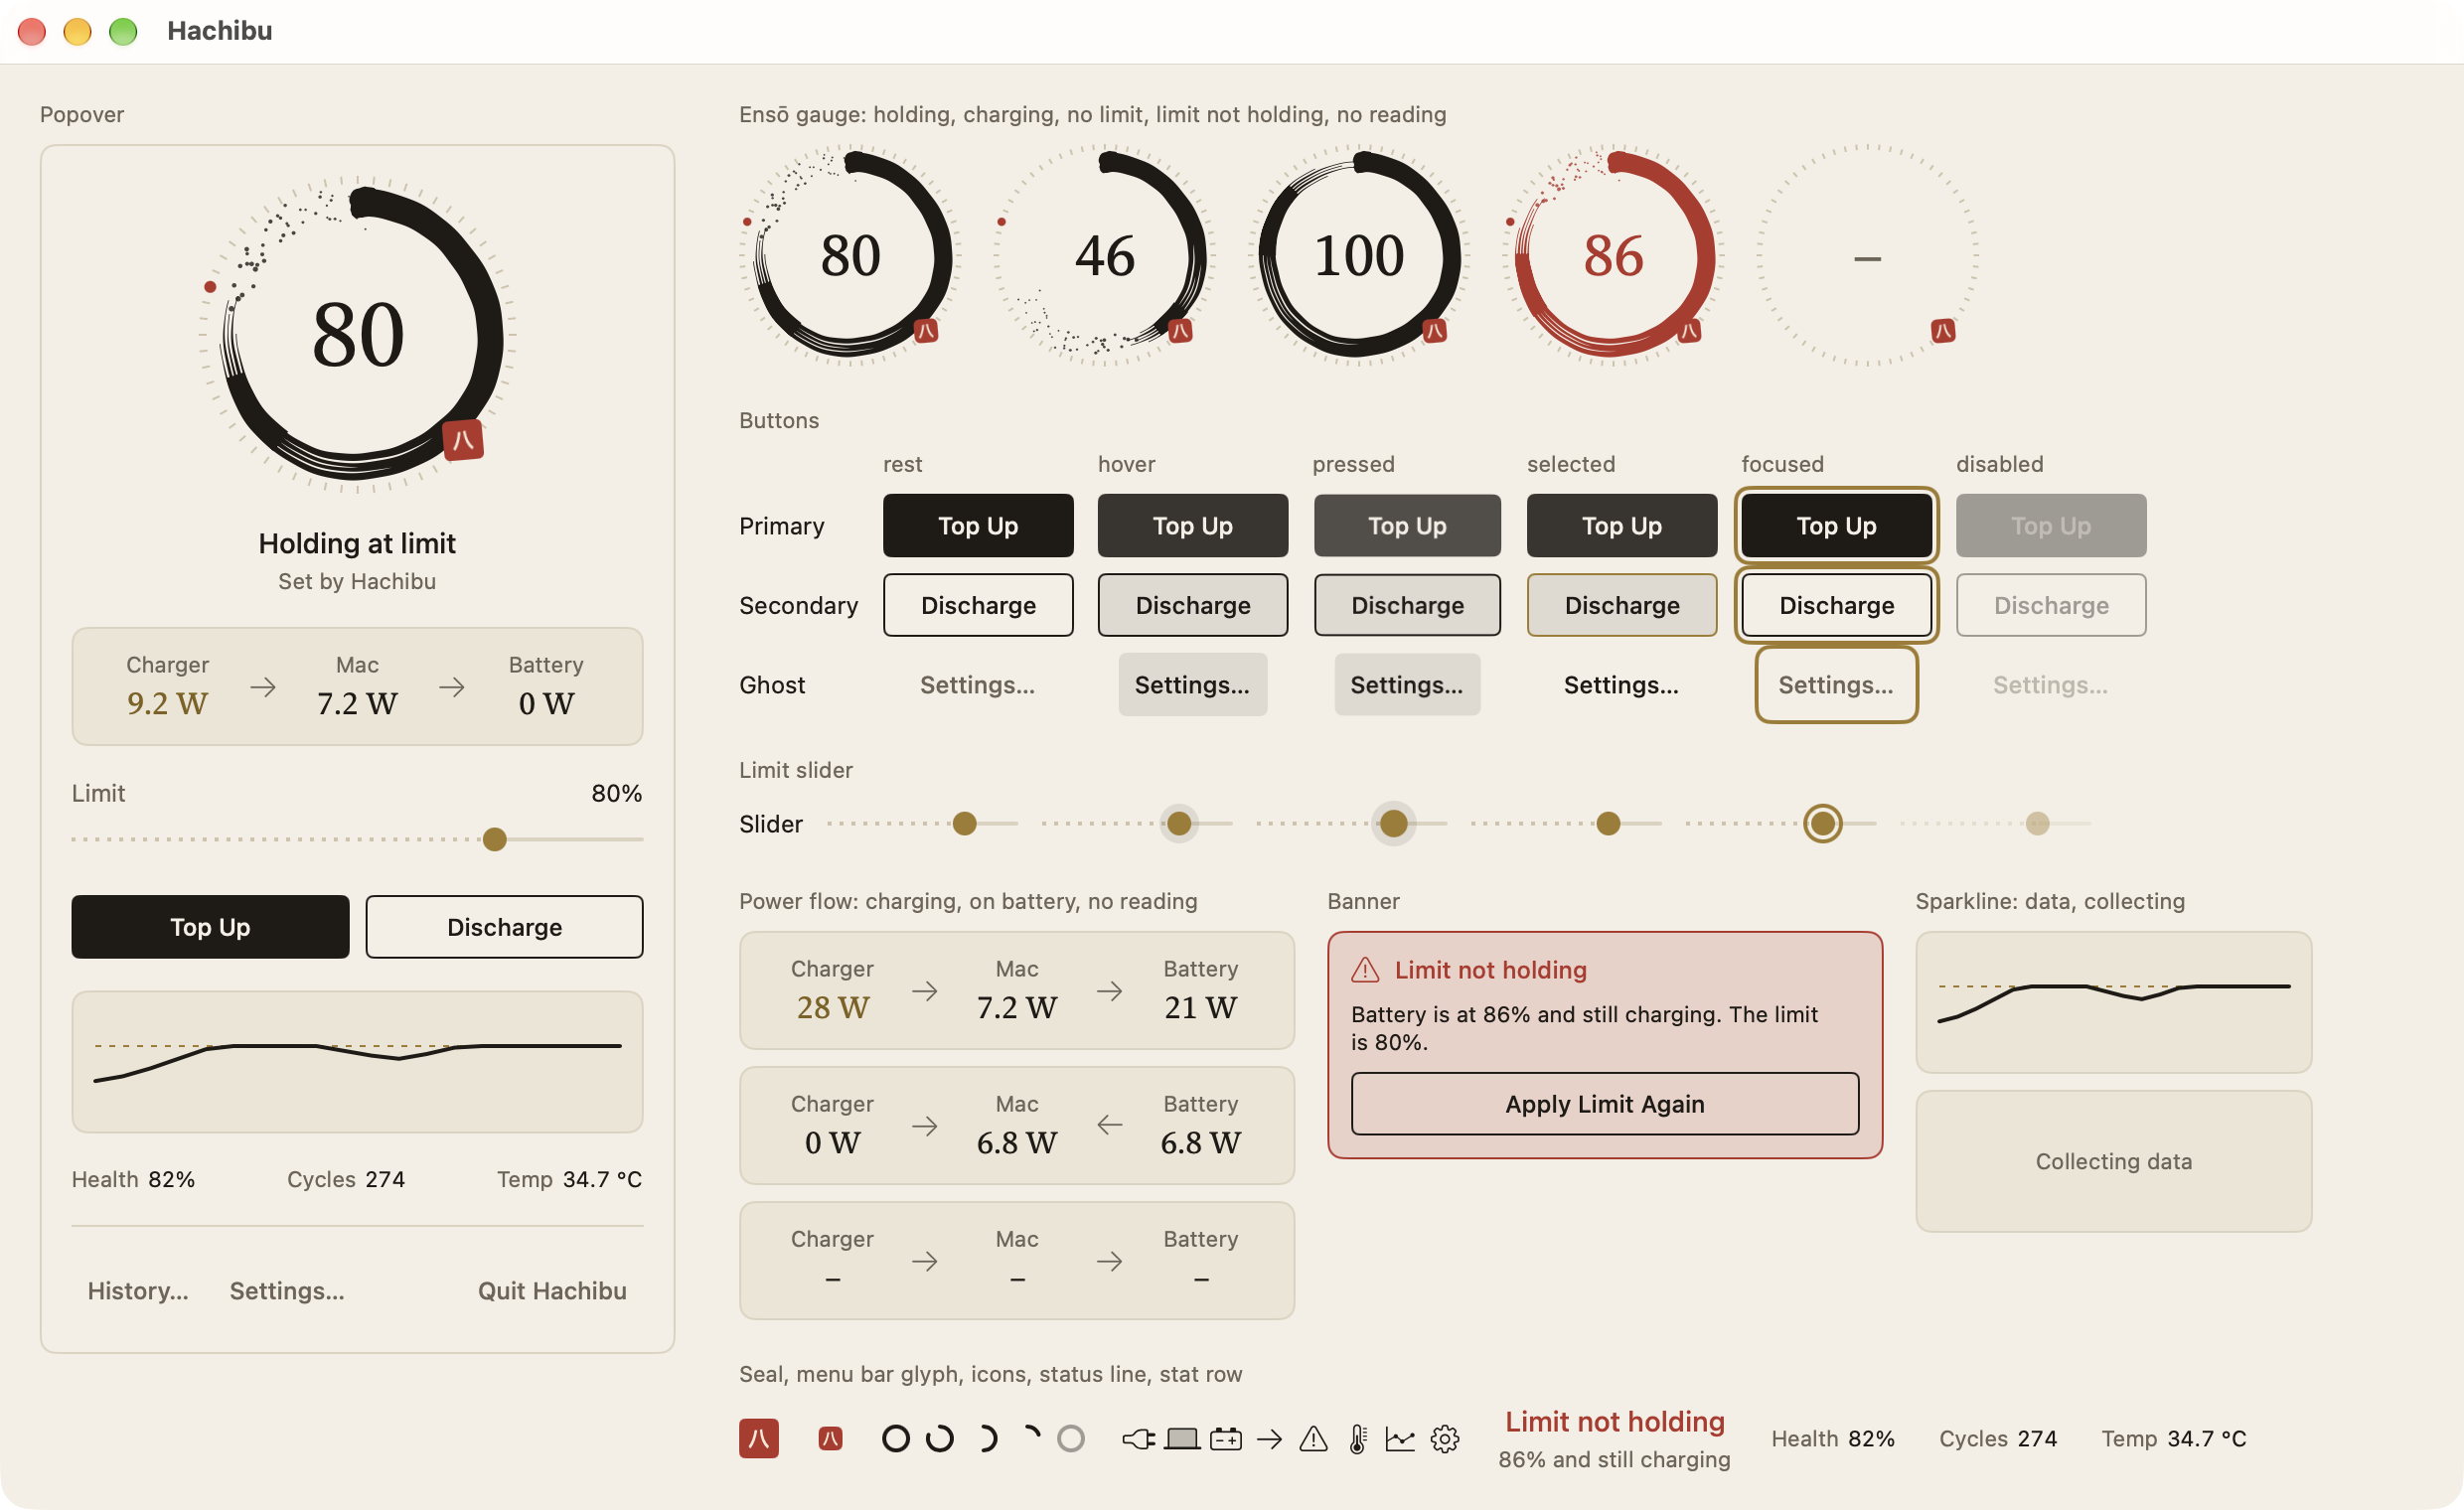 Hachibu
Popover
80
八
Holding at limit
Set by Hachibu
Charger Mac Battery
9.2 W → 7.2 W → 0 W
Limit 80%
Top Up Discharge
Health 82% Cycles 274 Temp 34.7 °C
History... Settings... Quit Hachibu
Ensō gauge: holding, charging, no limit, limit not holding, no reading
80 46 100 86 –
八 八 八 八 八
Buttons
rest hover pressed selected focused disabled
Primary Top Up Top Up Top Up Top Up Top Up Top Up
Secondary Discharge Discharge Discharge Discharge Discharge Discharge
Ghost Settings... Settings... Settings... Settings... Settings... Settings...
Limit slider
Slider
Power flow: charging, on battery, no reading
Charger Mac Battery
28 W → 7.2 W → 21 W
Charger Mac Battery
0 W → 6.8 W ← 6.8 W
Charger Mac Battery
– → – → –
Banner
Limit not holding
Battery is at 86% and still charging. The limit
is 80%.
Apply Limit Again
Sparkline: data, collecting
Collecting data
Seal, menu bar glyph, icons, status line, stat row
八 八
Limit not holding
86% and still charging
Health 82% Cycles 274 Temp 34.7 °C